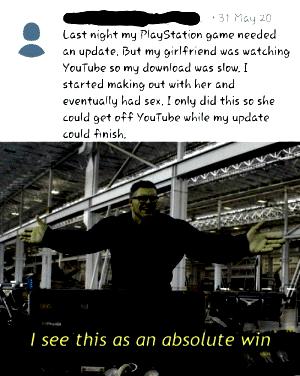 · 31 May 20
Last night my PlayStation game needed
an update. But my girlfriend was watching
YouTube so my download was slow. I
started making out with her and
eventually had sex. I only did this so she
could get off YouTube while my update
could finish.
I see this as an absolute win